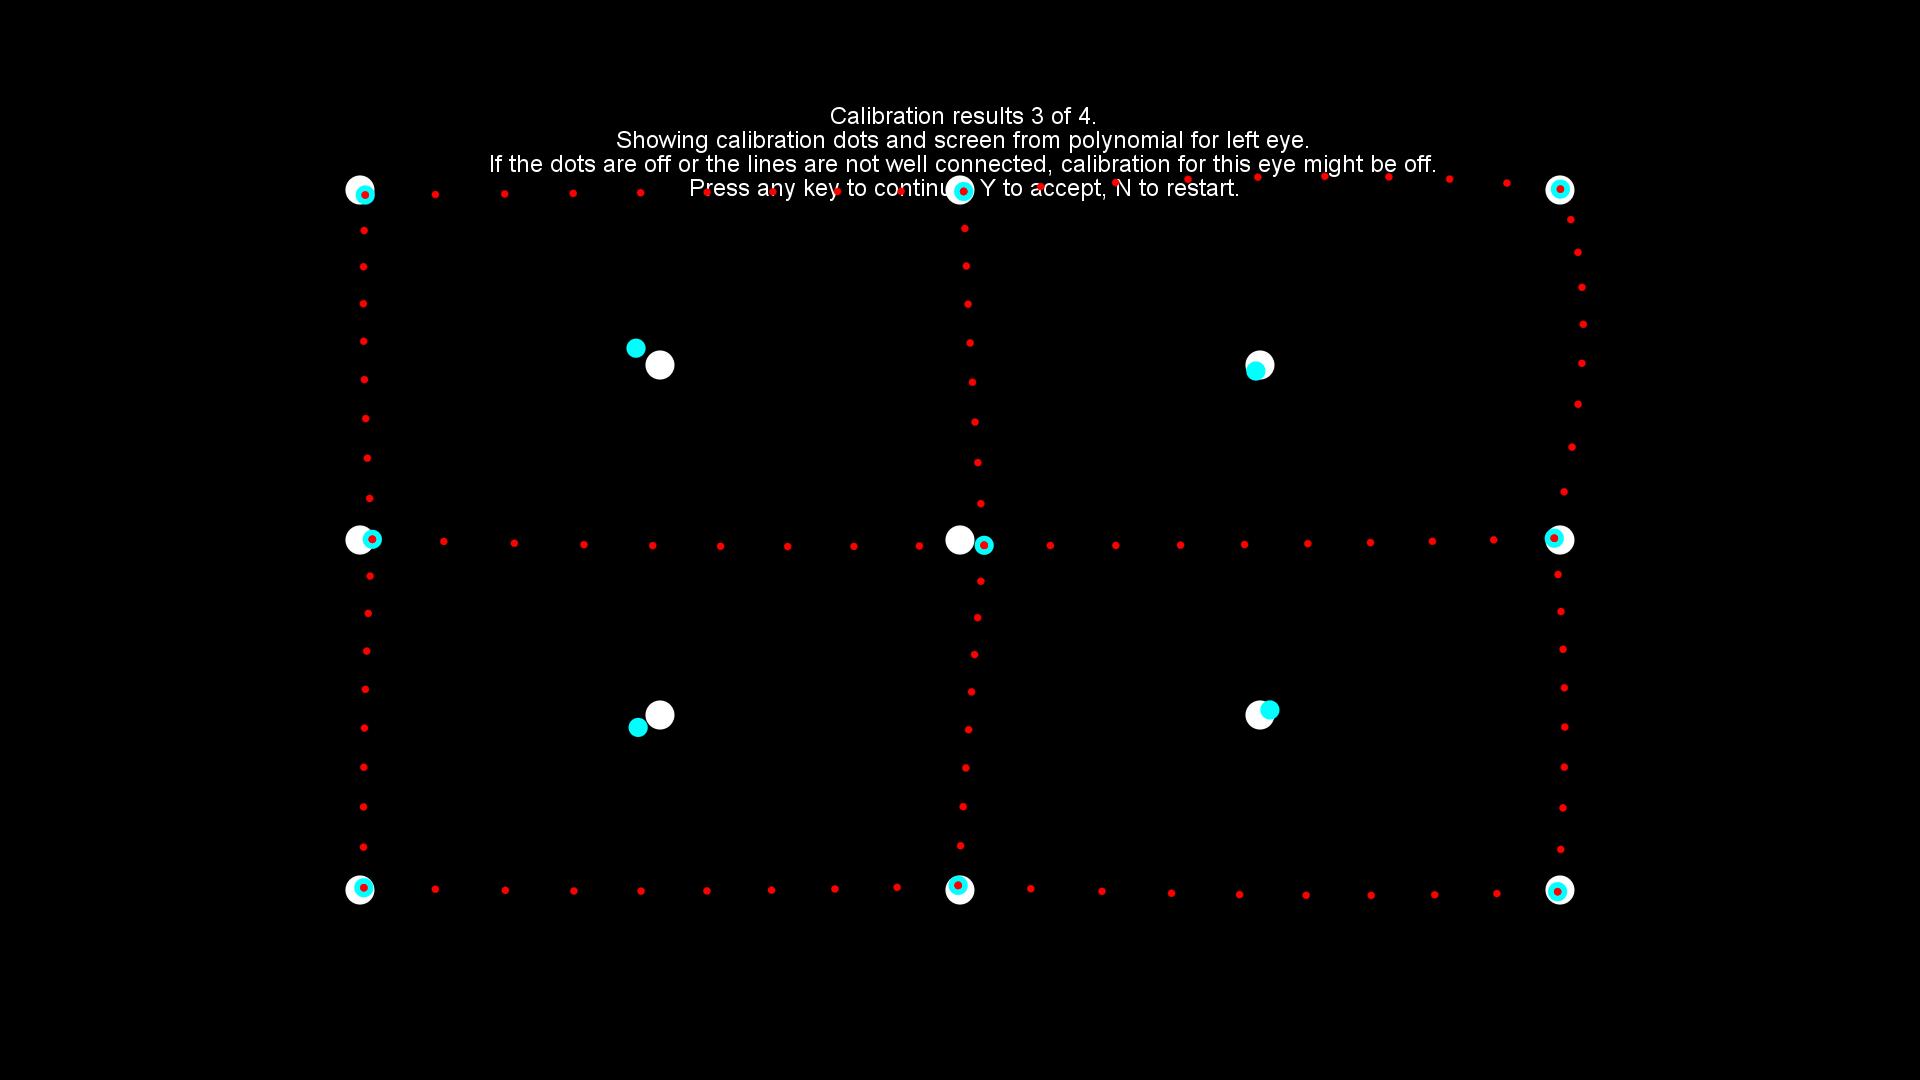 Calibration results 3 of 4.
Showing calibration dots and screen from polynomial for left eye.
If the dots are off or the lines are not well connected, calibration for this eye might be off.
Press any key to continue, Y to accept, N to restart.